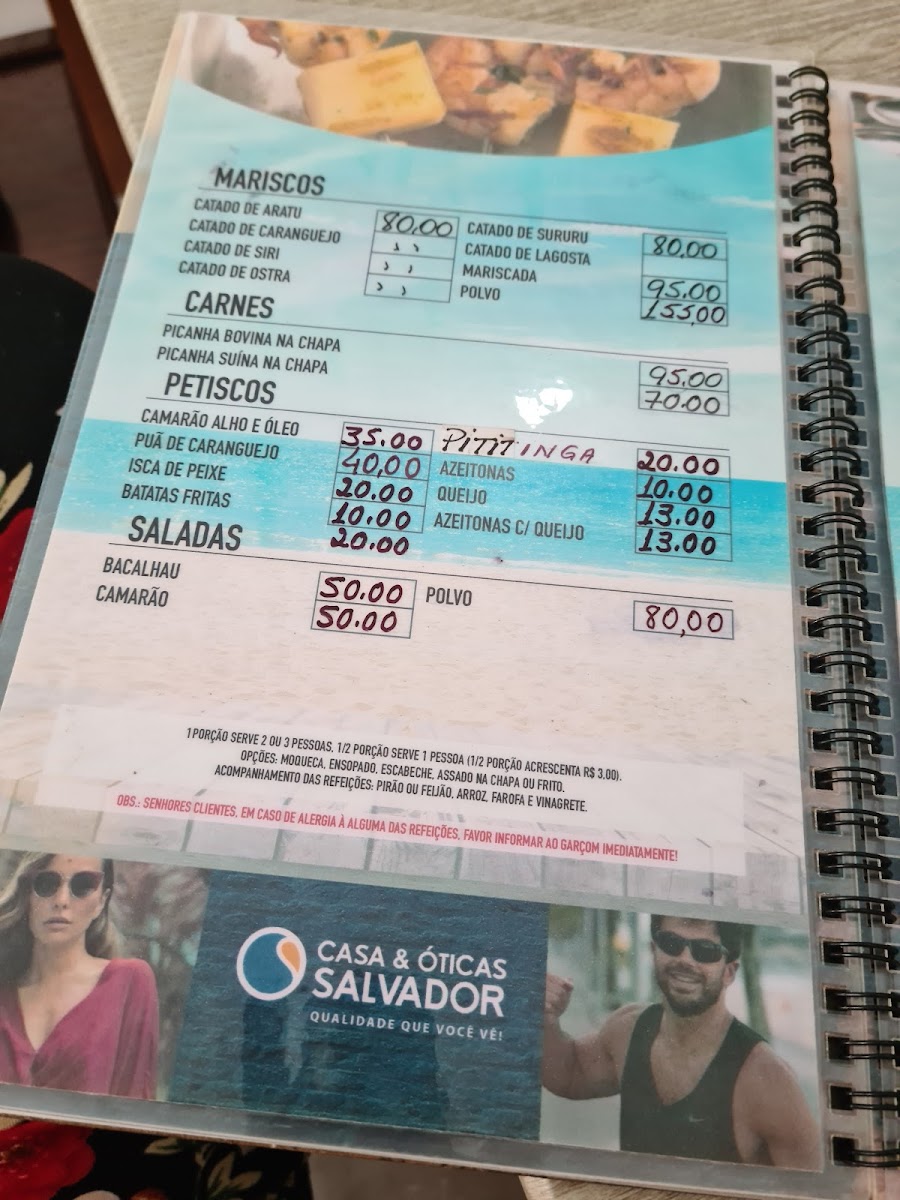 MARISCOS
CATADO DE ARATU 80,00
CATADO DE CARANGUEJO ,,
CATADO DE SIRI ,,
CATADO DE OSTRA ,,
CATADO DE SURURU 80,00
CATADO DE LAGOSTA
MARISCADA 95.00
POLVO 155,00
CARNES
PICANHA BOVINA NA CHAPA 95.00
PICANHA SUÍNA NA CHAPA 70.00
PETISCOS
CAMARÃO ALHO E ÓLEO 35.00
PUÃ DE CARANGUEJO 40,00
ISCA DE PEIXE 20.00
BATATAS FRITAS 10.00
20.00
PITITINGA 20.00
AZEITONAS 10.00
QUEIJO 13.00
AZEITONAS C/ QUEIJO 13.00
SALADAS
BACALHAU 50.00
CAMARÃO 50.00
POLVO 80,00
1 PORÇÃO SERVE 2 OU 3 PESSOAS, 1/2 PORÇÃO SERVE 1 PESSOA (1/2 PORÇÃO ACRESCENTA R$ 3,00).
OPÇÕES: MOQUECA, ENSOPADO, ESCABECHE, ASSADO NA CHAPA OU FRITO.
ACOMPANHAMENTO DAS REFEIÇÕES: PIRÃO OU FEIJÃO, ARROZ, FAROFA E VINAGRETE.
OBS.: SENHORES CLIENTES, EM CASO DE ALERGIA À ALGUMA DAS REFEIÇÕES, FAVOR INFORMAR AO GARÇOM IMEDIATAMENTE!
CASA & ÓTICAS
SALVADOR
QUALIDADE QUE VOCÊ VÊ!